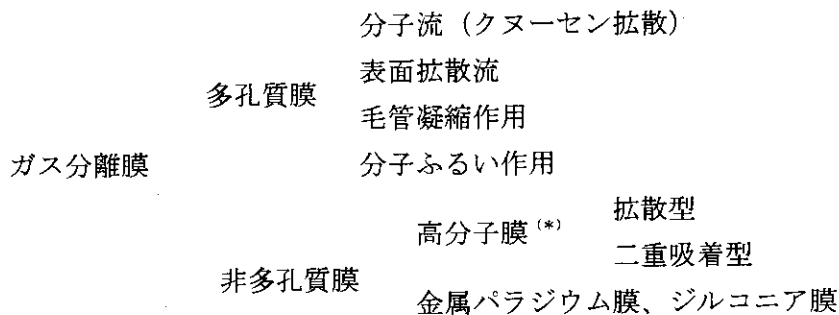 分子流（クヌーセン拡散）
表面拡散流
多孔質膜
毛管凝縮作用
ガス分離膜
分子ふるい作用
拡散型
高分子膜(*)
二重吸着型
非多孔質膜
金属パラジウム膜、ジルコニア膜